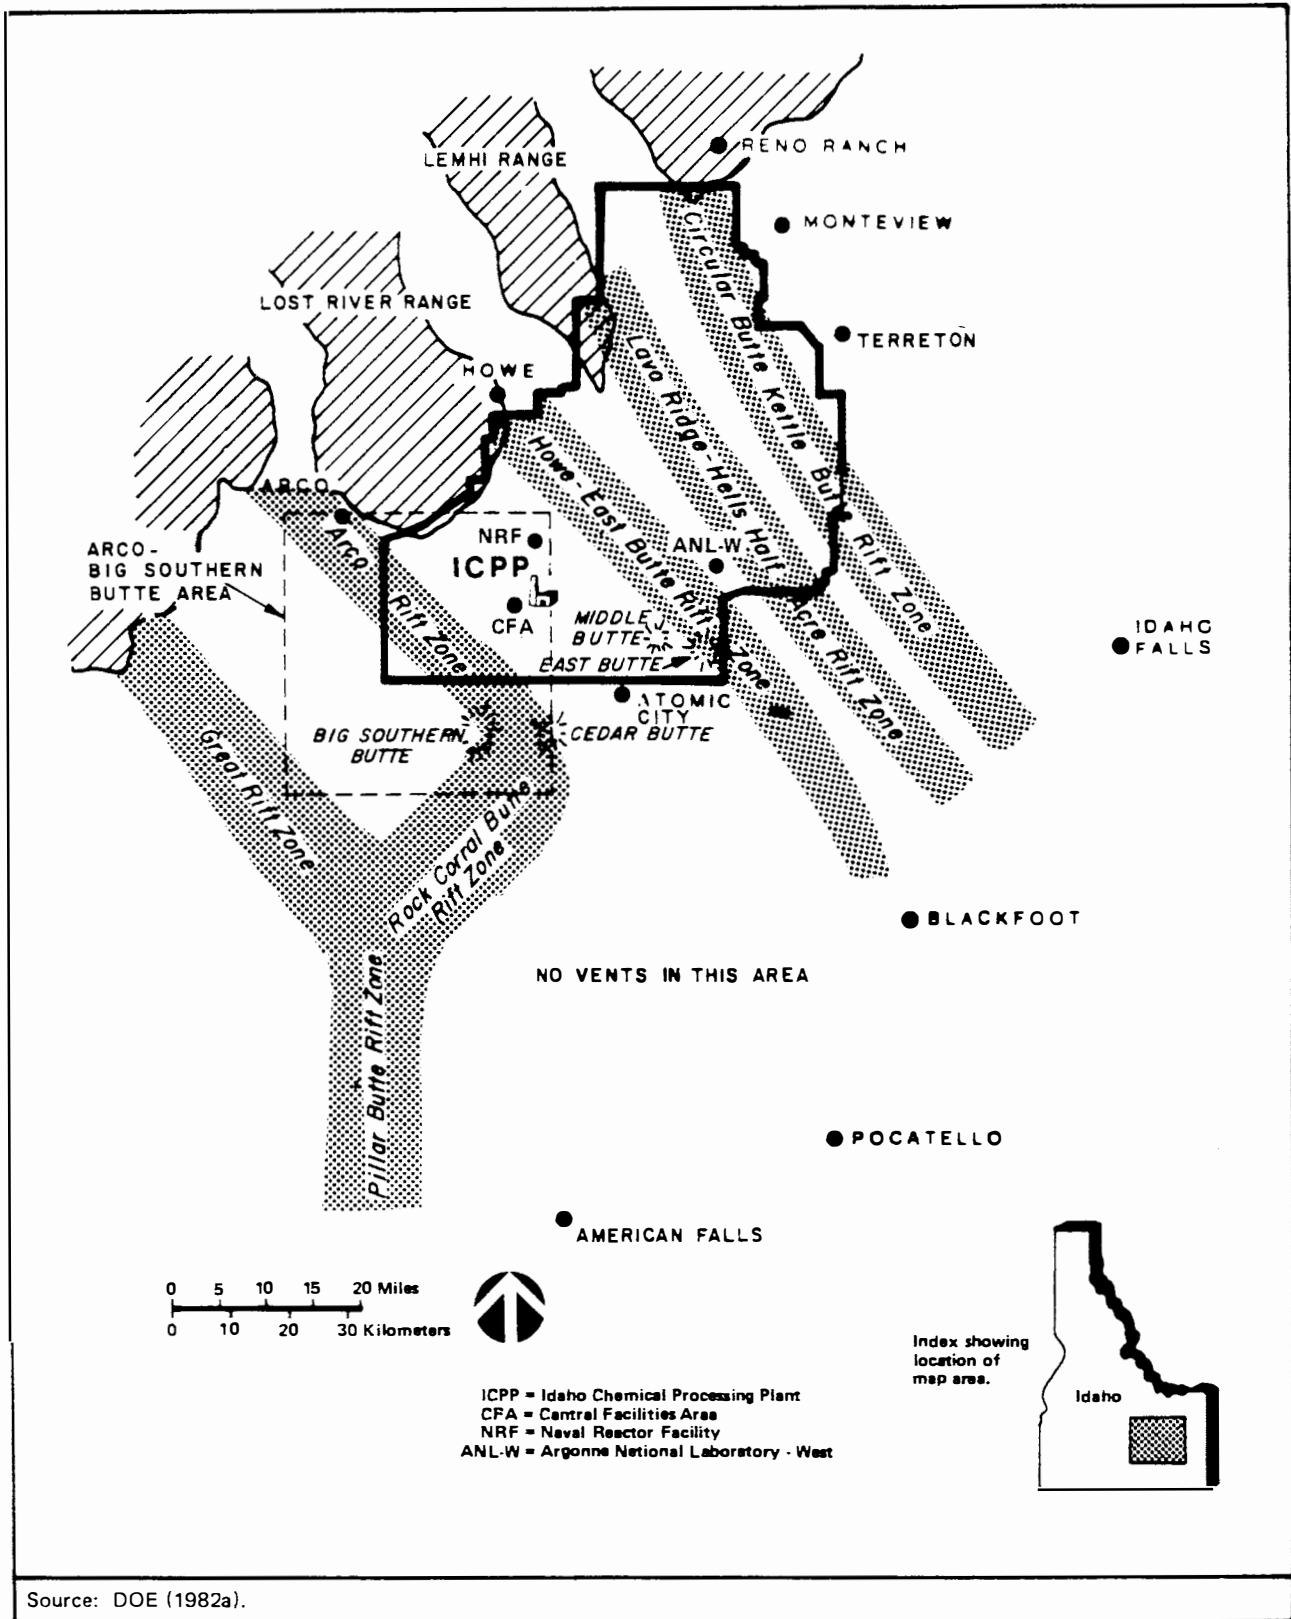 RENO RANCH
LEMHI RANGE
MONTEVIEW
LOST RIVER RANGE
TERRETON
HOWE
Circular Butte Kettle Butte Rift Zone
Lava Ridge-Hells Half Acre Rift Zone
Howe-East Butte Rift Zone
ARCO
Arco Rift Zone
NRF
ANL-W
ICPP
ARCO-
BIG SOUTHERN
BUTTE AREA
CFA
MIDDLE
BUTTE
EAST BUTTE
IDAHO
FALLS
ATOMIC
CITY
BIG SOUTHERN
BUTTE
CEDAR BUTTE
Great Rift Zone
Rock Corral Butte
Rift Zone
BLACKFOOT
NO VENTS IN THIS AREA
Pillar Butte Rift Zone
POCATELLO
AMERICAN FALLS
0 5 10 15 20 Miles
0 10 20 30 Kilometers
Index showing
location of
map area.
Idaho
ICPP = Idaho Chemical Processing Plant
CFA = Central Facilities Area
NRF = Naval Reactor Facility
ANL-W = Argonne National Laboratory - West
Source: DOE (1982a).